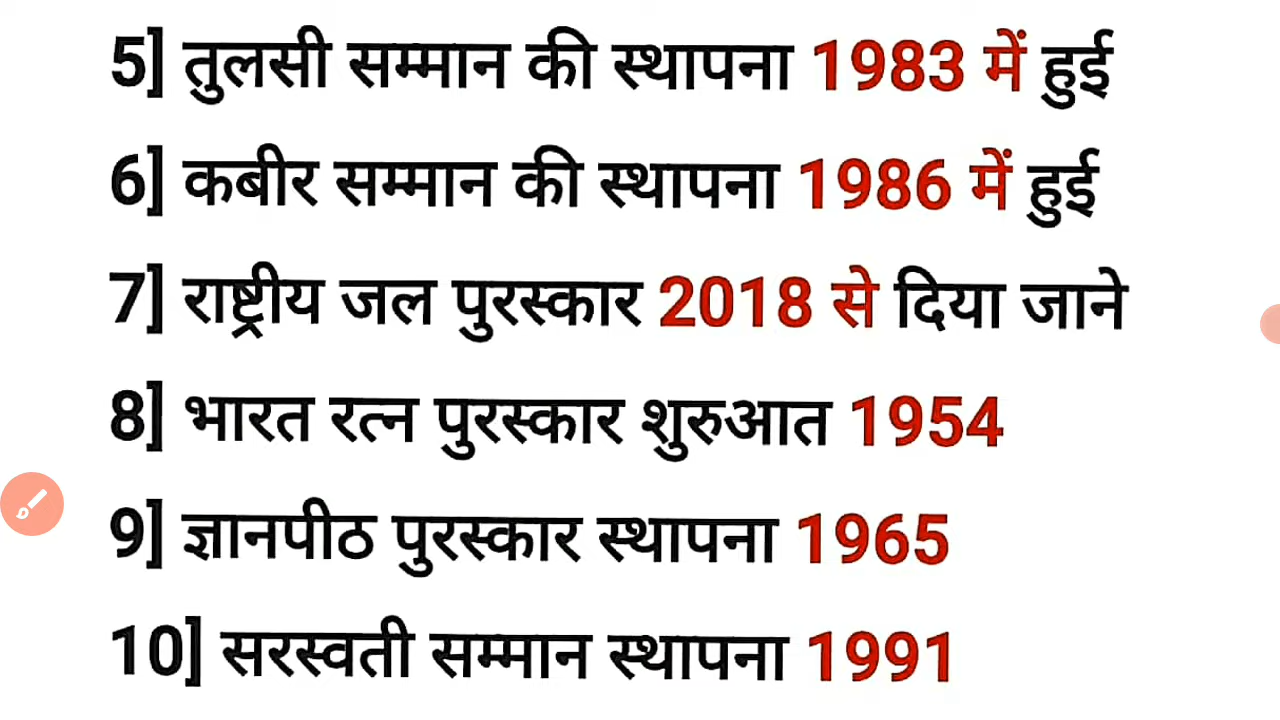 5] तुलसी सम्मान की स्थापना 1983 में हुई
6] कबीर सम्मान की स्थापना 1986 में हुई
7] राष्ट्रीय जल पुरस्कार 2018 से दिया जाने
8] भारत रत्न पुरस्कार शुरुआत 1954
9] ज्ञानपीठ पुरस्कार स्थापना 1965
10] सरस्वती सम्मान स्थापना 1991